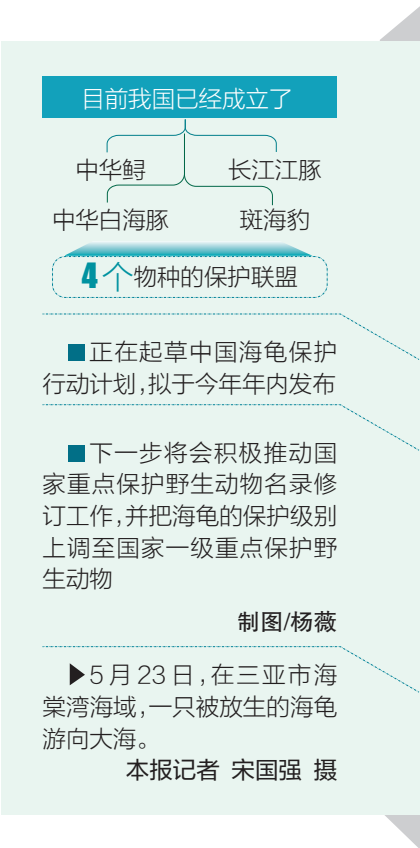 目前我国已经成立了
中华鲟 长江江豚
中华白海豚 斑海豹
4个物种的保护联盟
■正在起草中国海龟保护
行动计划,拟于今年年内发布
■下一步将会积极推动国
家重点保护野生动物名录修
订工作,并把海龟的保护级别
上调至国家一级重点保护野
生动物
制图/杨薇
▶5月23日,在三亚市海
棠湾海域,一只被放生的海龟
游向大海。
本报记者 宋国强 摄